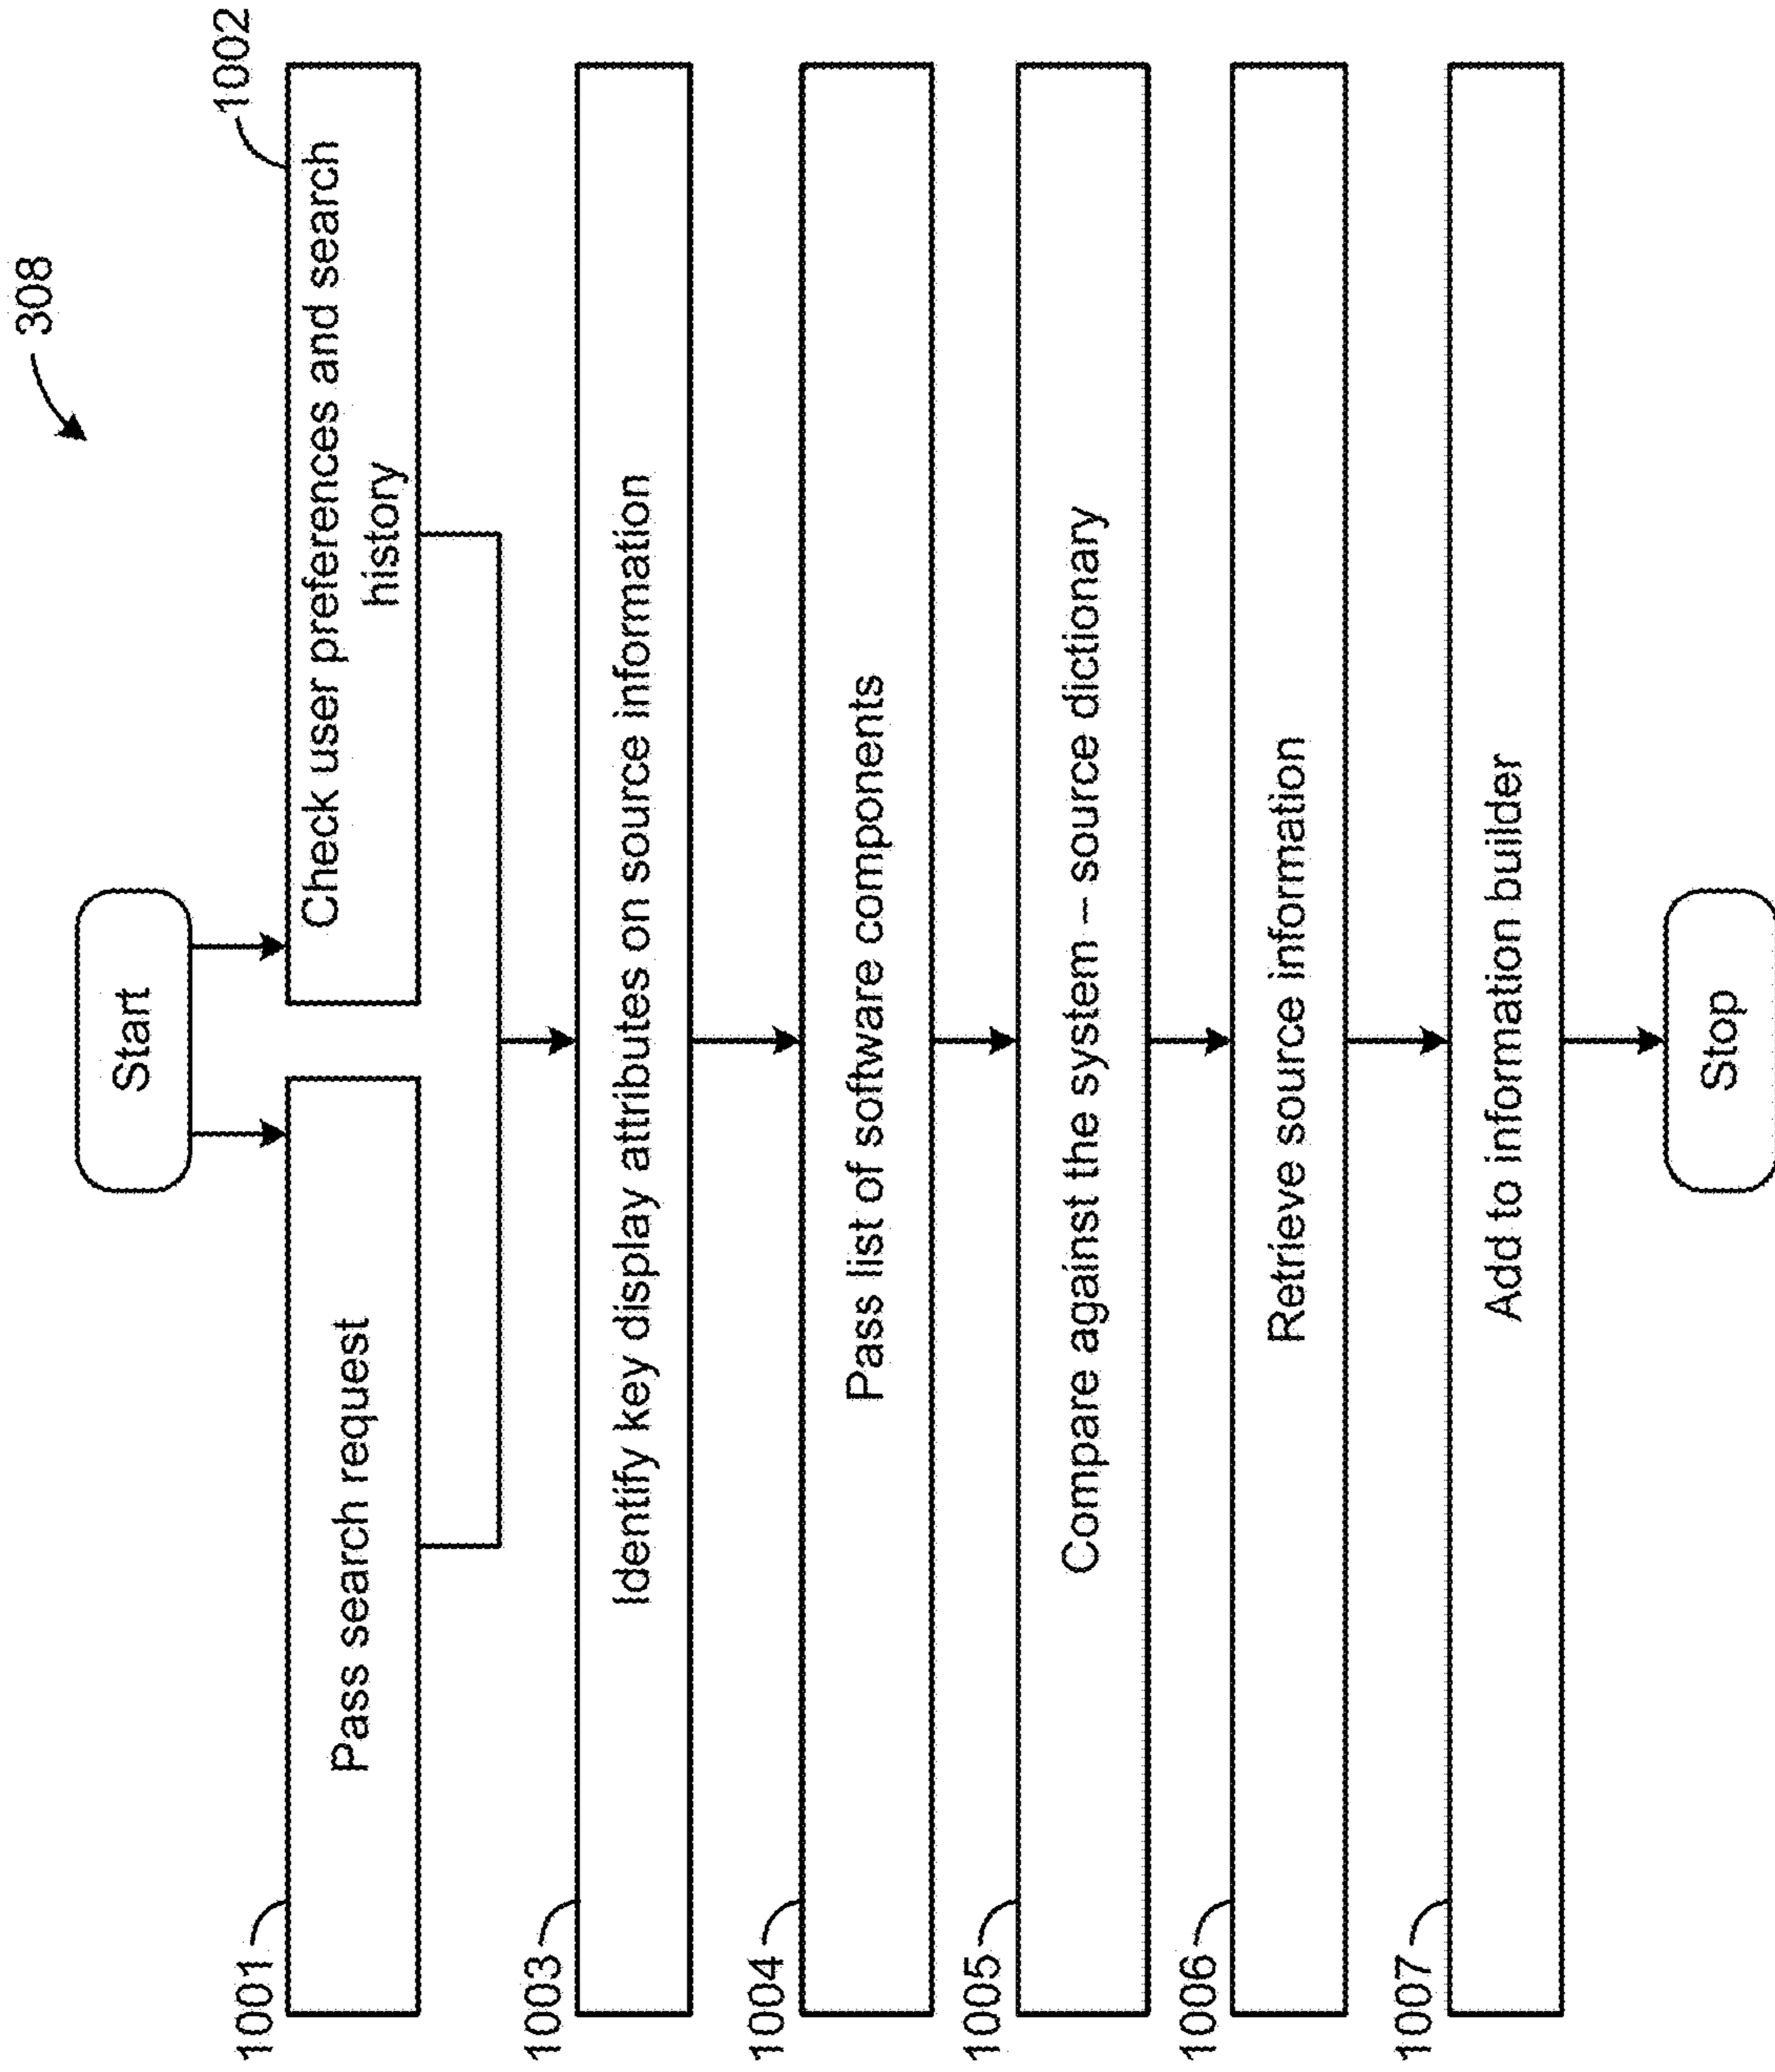 308
Start
1001
Pass search request
1002
Check user preferences and search
history
1003
Identify key display attributes on source information
1004
Pass list of software components
1005
Compare against the system – source dictionary
1006
Retrieve source information
1007
Add to information builder
Stop